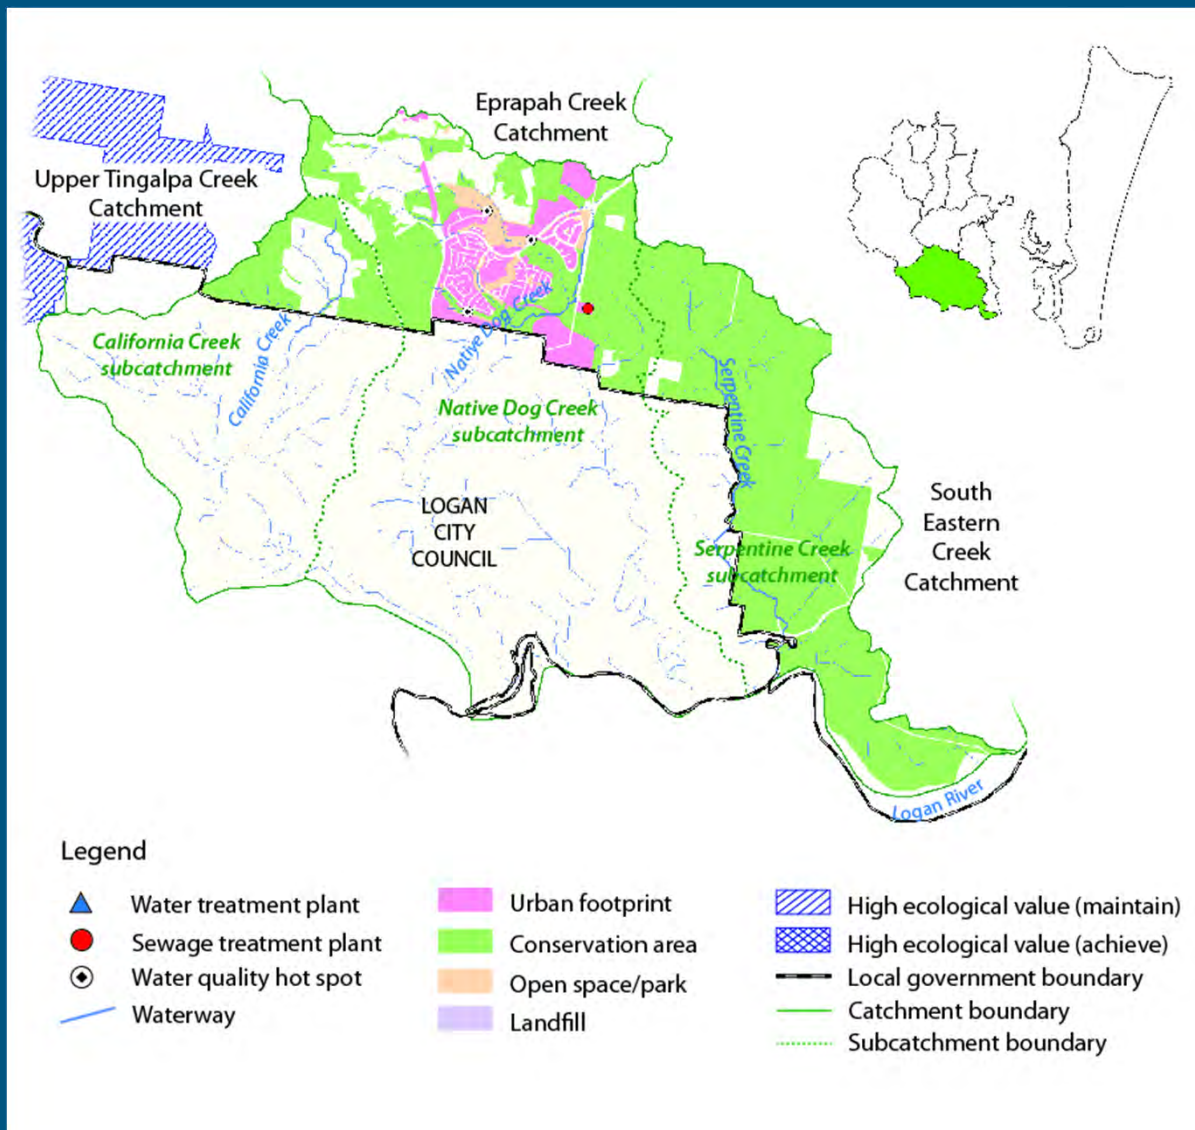 Eprapah Creek
Catchment
Upper Tingalpa Creek
Catchment
California Creek
subcatchment
California Creek
Native Dog Creek
Native Dog Creek
subcatchment
Serpentine Creek
LOGAN
CITY
COUNCIL
Serpentine Creek
subcatchment
South
Eastern
Creek
Catchment
Logan River
Legend
Water treatment plant
Sewage treatment plant
Water quality hot spot
Waterway
Urban footprint
Conservation area
Open space/park
Landfill
High ecological value (maintain)
High ecological value (achieve)
Local government boundary
Catchment boundary
Subcatchment boundary